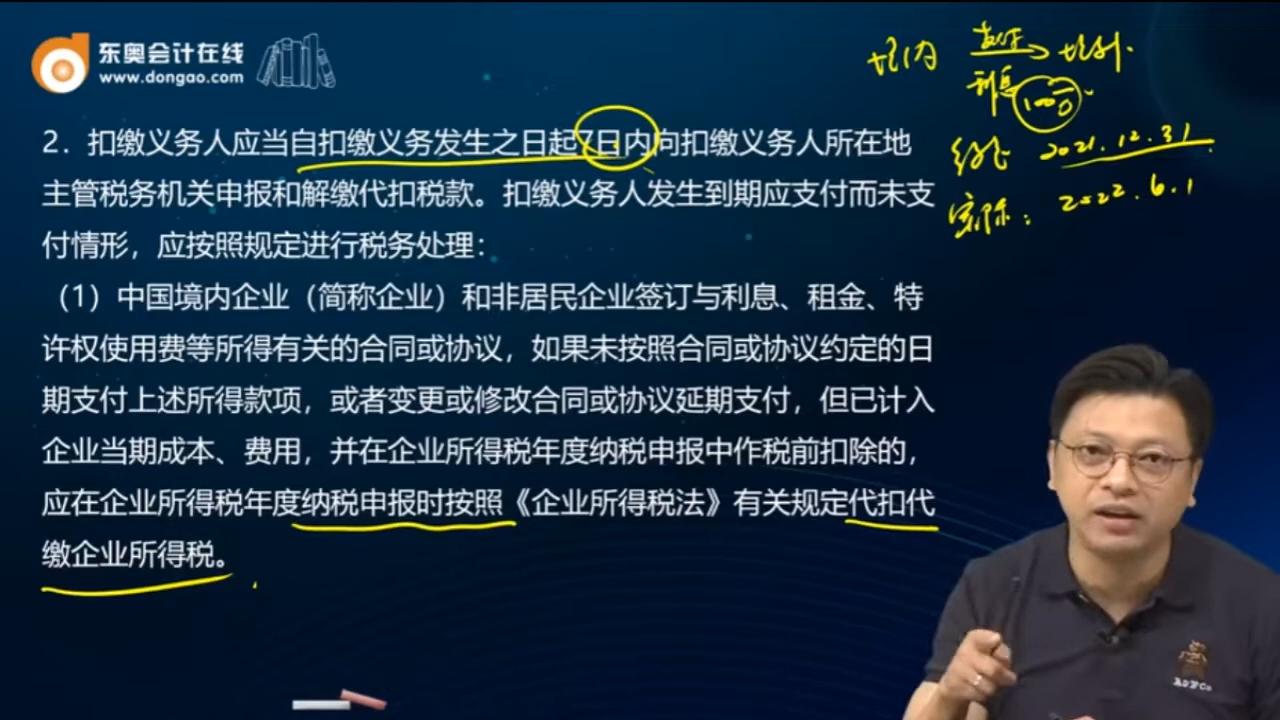 东奥会计在线
www.dongao.com
境内 支付 境外
利息 100万
约定 2021.12.31
实际: 2022.6.1
2. 扣缴义务人应当自扣缴义务发生之日起7日内向扣缴义务人所在地
主管税务机关申报和解缴代扣税款。扣缴义务人发生到期应支付而未支
付情形，应按照规定进行税务处理：
（1）中国境内企业（简称企业）和非居民企业签订与利息、租金、特
许权使用费等所得有关的合同或协议，如果未按照合同或协议约定的日
期支付上述所得款项，或者变更或修改合同或协议延期支付，但已计入
企业当期成本、费用，并在企业所得税年度纳税申报中作税前扣除的，
应在企业所得税年度纳税申报时按照《企业所得税法》有关规定代扣代
缴企业所得税。